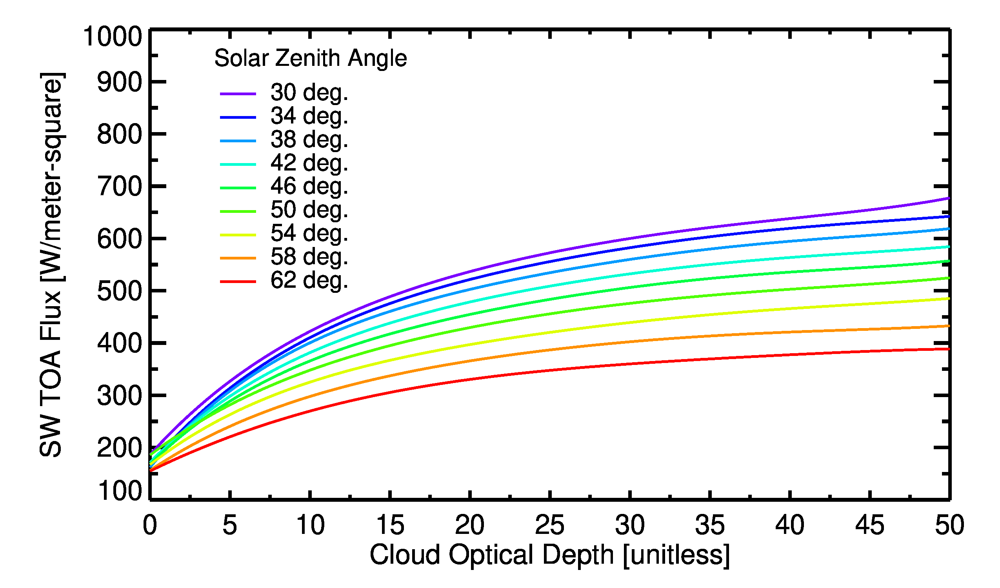 1000
900
800
700
600
500
400
300
200
100
SW TOA Flux [W/meter-square]
Solar Zenith Angle
30 deg.
34 deg.
38 deg.
42 deg.
46 deg.
50 deg.
54 deg.
58 deg.
62 deg.
0 5 10 15 20 25 30 35 40 45 50
Cloud Optical Depth [unitless]